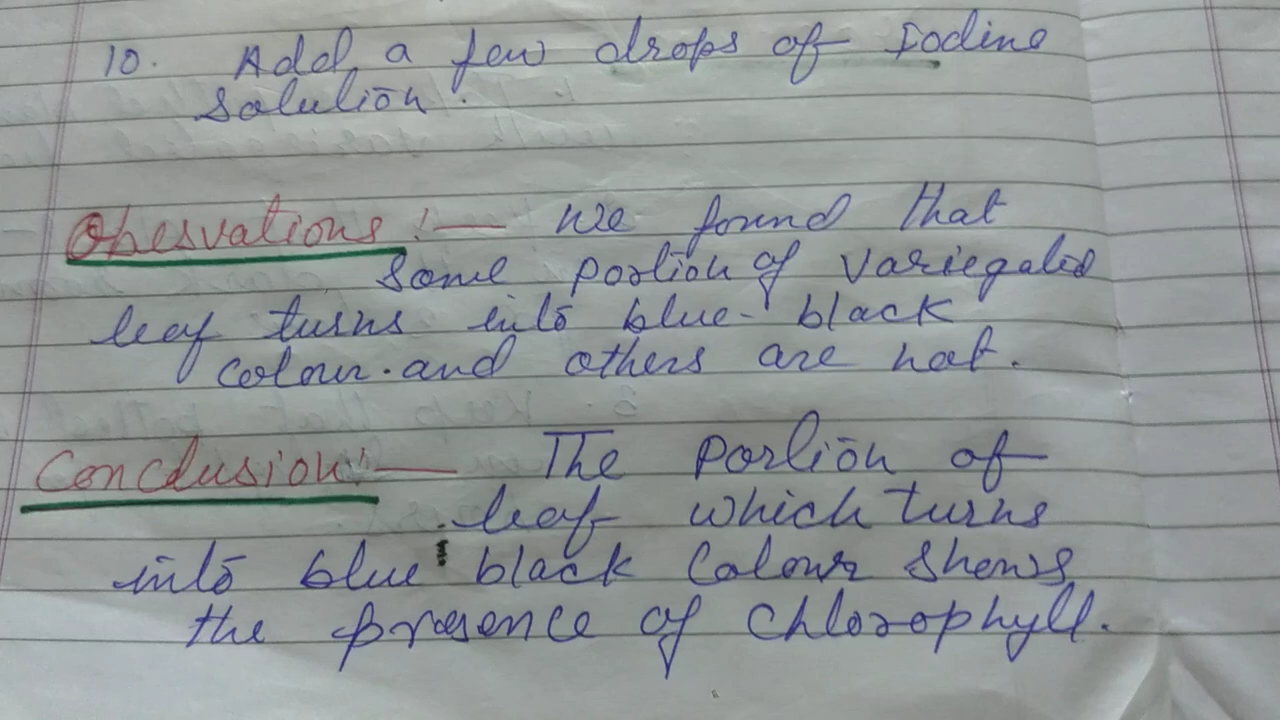 10. Add a few drops of Iodine
solution.
Obesvations :— We found that
some portion of variegated
leaf turns into blue-black
colour. and others are not.
Conclusion :— The portion of
leaf which turns
into blue black Colour shows
the presence of Chlorophyll.